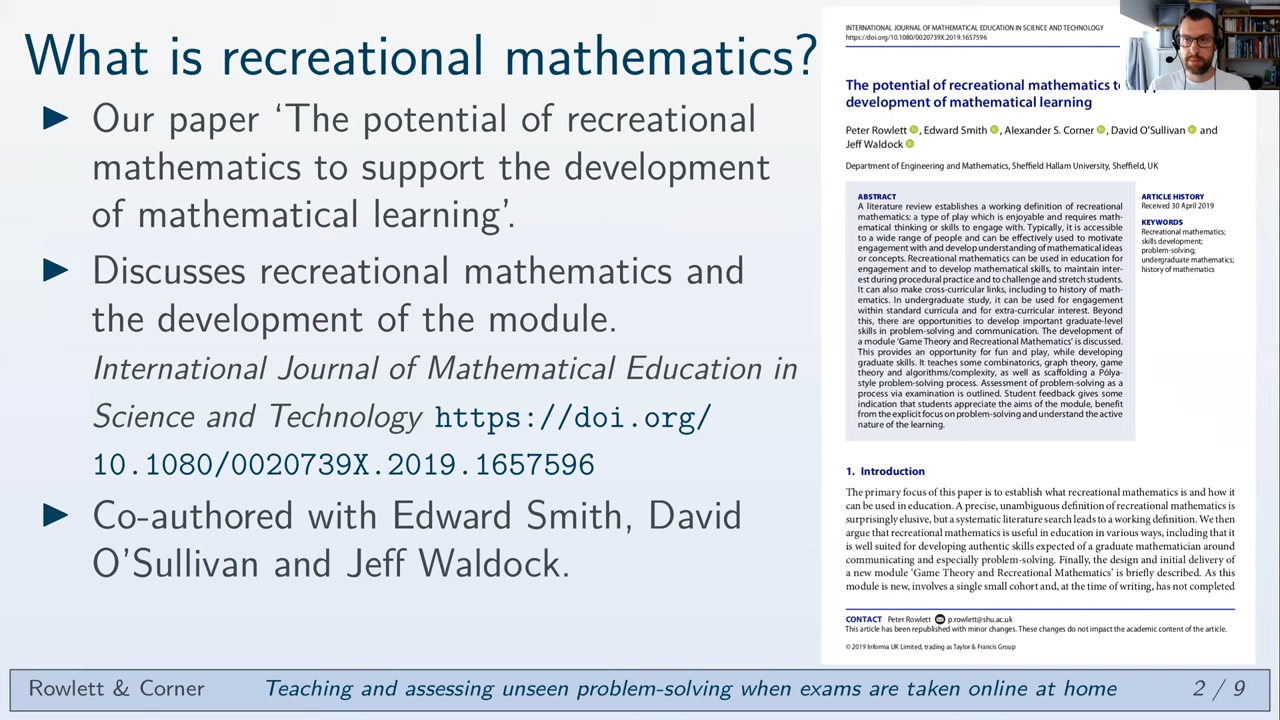 What is recreational mathematics?
► Our paper ‘The potential of recreational
mathematics to support the development
of mathematical learning’.
► Discusses recreational mathematics and
the development of the module.
International Journal of Mathematical Education in
Science and Technology https://doi.org/
10.1080/0020739X.2019.1657596
► Co-authored with Edward Smith, David
O’Sullivan and Jeff Waldock.
INTERNATIONAL JOURNAL OF MATHEMATICAL EDUCATION IN SCIENCE AND TECHNOLOGY
https://doi.org/10.1080/0020739X.2019.1657596
The potential of recreational mathematics
development of mathematical learning
Peter Rowlett, Edward Smith, Alexander S. Corner, David O’Sullivan and
Jeff Waldock
Department of Engineering and Mathematics, Sheffield Hallam University, Sheffield, UK
ABSTRACT
A literature review establishes a working definition of recreational
mathematics: a type of play which is enjoyable and requires math-
ematical thinking or skills to engage with. Typically, it is accessible
to a wide range of people and can be effectively used to motivate
engagement with and develop understanding of mathematical ideas
or concepts. Recreational mathematics can be used in education for
engagement and to develop mathematical skills, to maintain inter-
est during procedural practice and to challenge and stretch students.
It can also make cross-curricular links, including to history of math-
ematics. In undergraduate study, it can be used for engagement
within standard curricula and for extra-curricular interest. Beyond
this, there are opportunities to develop important graduate-level
skills in problem-solving and communication. The development of
a module ‘Game Theory and Recreational Mathematics’ is discussed.
This provides an opportunity for fun and play, while developing
graduate skills. It teaches some combinatorics, graph theory, game
theory and algorithms/complexity, as well as scaffolding a Pólya-
style problem-solving process. Assessment of problem-solving as a
process via examination is outlined. Student feedback gives some
indication that students appreciate the aims of the module, benefit
from the explicit focus on problem-solving and understand the active
nature of the learning.
ARTICLE HISTORY
Received 30 April 2019
KEYWORDS
Recreational mathematics;
skills development;
problem-solving;
undergraduate mathematics;
history of mathematics
1. Introduction
The primary focus of this paper is to establish what recreational mathematics is and how it
can be used in education. A precise, unambiguous definition of recreational mathematics is
surprisingly elusive, but a systematic literature search leads to a working definition. We then
argue that recreational mathematics is useful in education in various ways, including that it
is well suited for developing authentic skills expected of a graduate mathematician around
communicating and especially problem-solving. Finally, the design and initial delivery of
a new module ‘Game Theory and Recreational Mathematics’ is briefly described. As this
module is new, involves a single small cohort and, at the time of writing, has not completed
CONTACT Peter Rowlett p.rowlett@shu.ac.uk
This article has been republished with minor changes. These changes do not impact the academic content of the article.
© 2019 Informa UK Limited, trading as Taylor & Francis Group
Rowlett & Corner
Teaching and assessing unseen problem-solving when exams are taken online at home
2 / 9